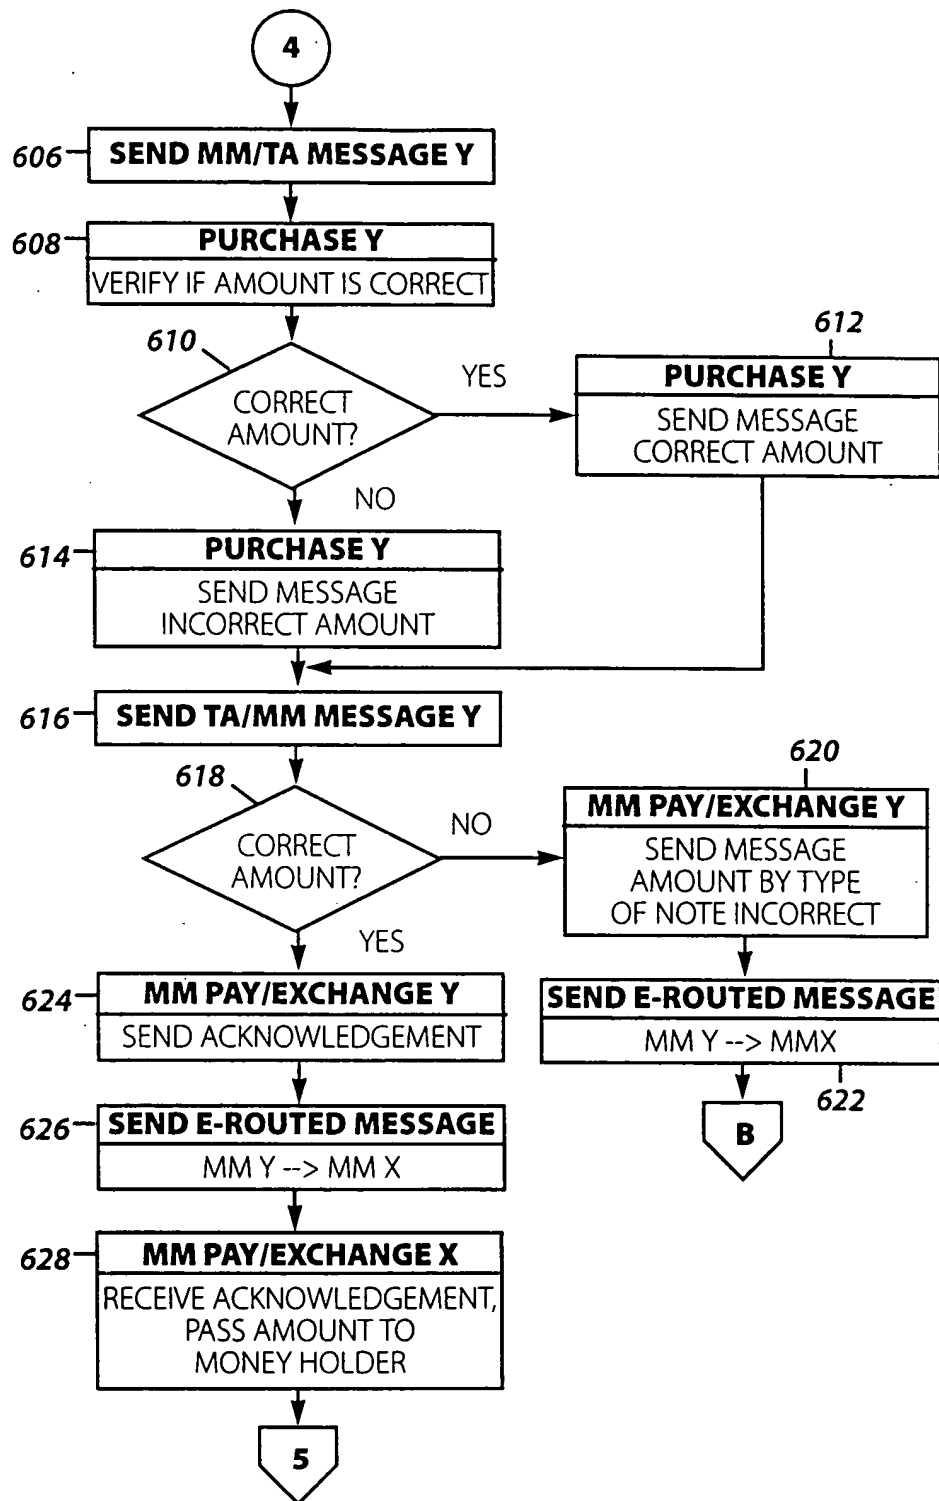 4
606
SEND MM/TA MESSAGE Y
608
PURCHASE Y
VERIFY IF AMOUNT IS CORRECT
610
CORRECT
AMOUNT?
YES
612
PURCHASE Y
SEND MESSAGE
CORRECT AMOUNT
NO
614
PURCHASE Y
SEND MESSAGE
INCORRECT AMOUNT
616
SEND TA/MM MESSAGE Y
618
CORRECT
AMOUNT?
NO
620
MM PAY/EXCHANGE Y
SEND MESSAGE
AMOUNT BY TYPE
OF NOTE INCORRECT
YES
624
MM PAY/EXCHANGE Y
SEND ACKNOWLEDGEMENT
SEND E-ROUTED MESSAGE
MM Y --> MMX
622
B
626
SEND E-ROUTED MESSAGE
MM Y --> MM X
628
MM PAY/EXCHANGE X
RECEIVE ACKNOWLEDGEMENT,
PASS AMOUNT TO
MONEY HOLDER
5